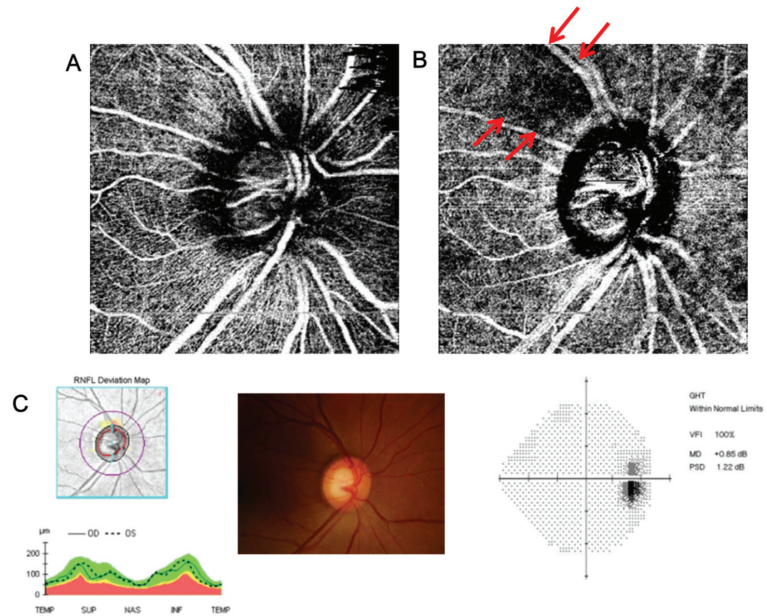 A
B
C
RNFL Deviation Map
μm
OD
OS
200
100
0
TEMP
SUP
NAS
INF
TEMP
GHT
Within Normal Limits
VFI 100%
MD +0.85 dB
PSD 1.22 dB